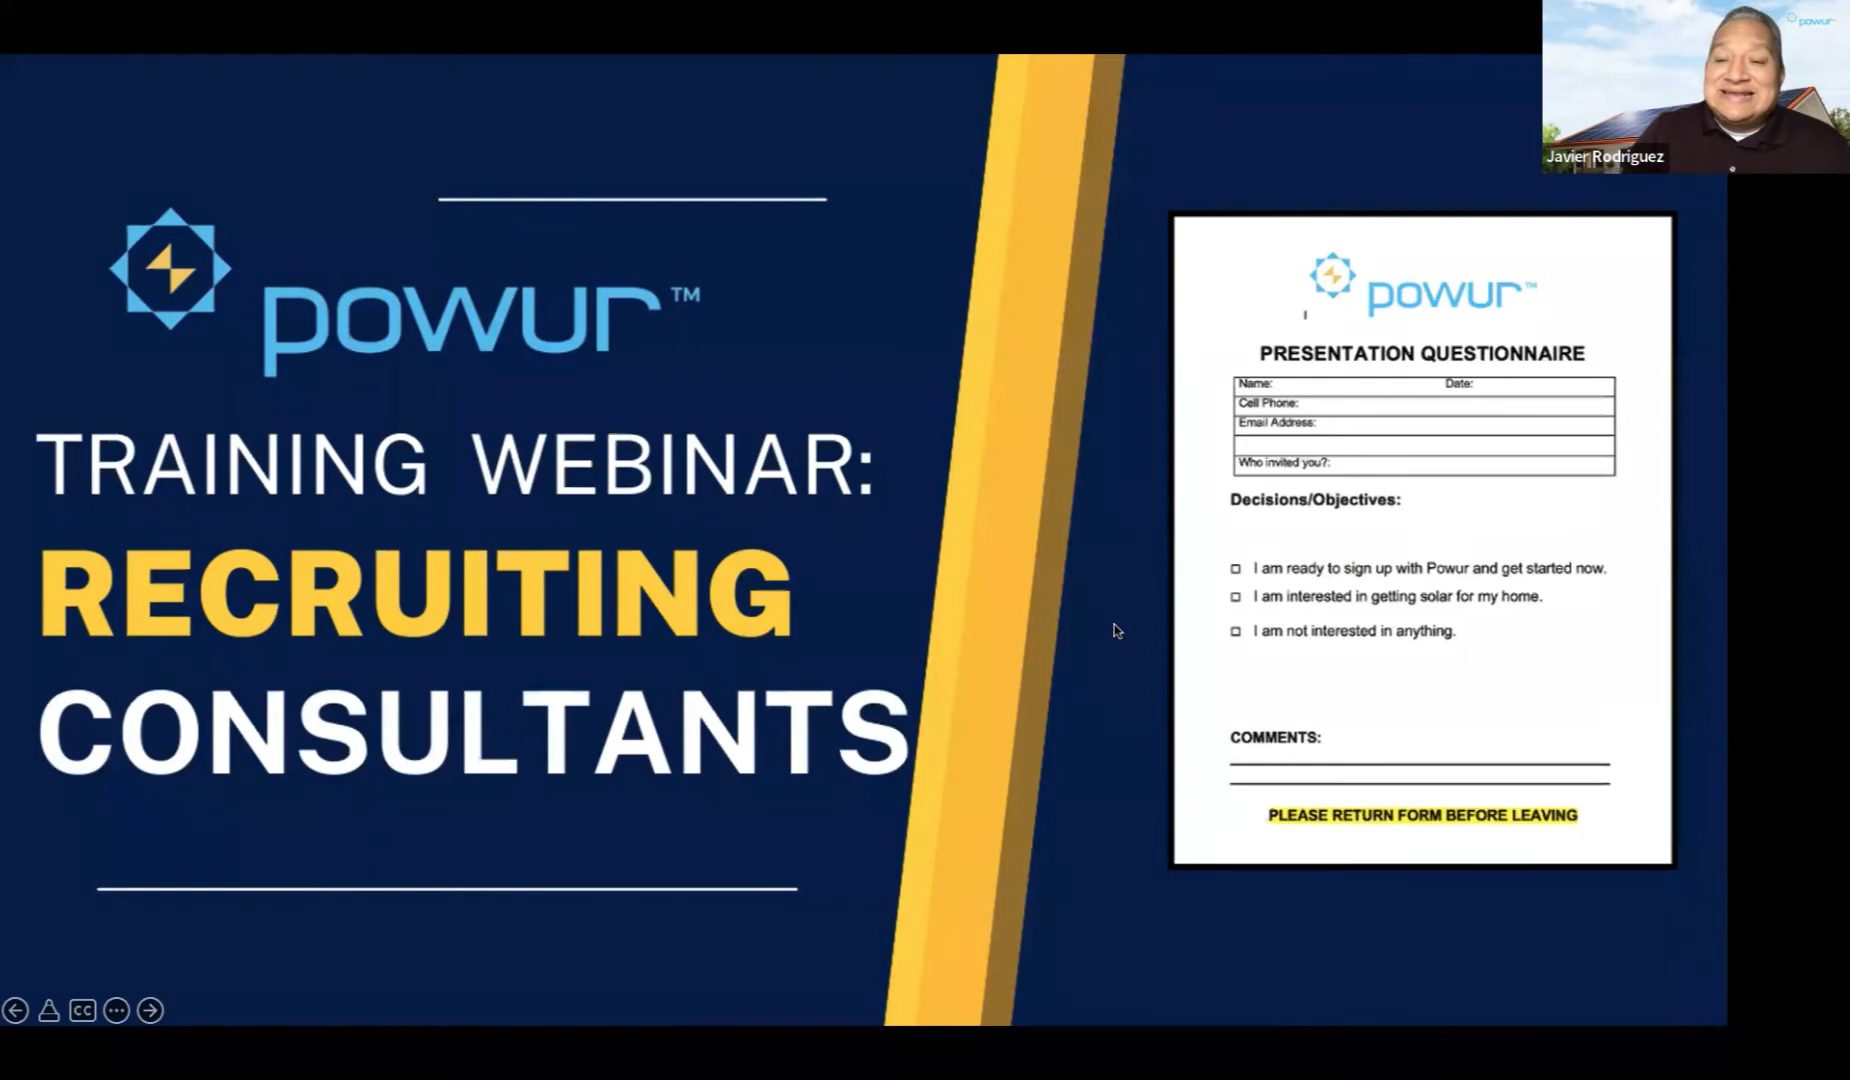 powur
Javier Rodriguez
powur™
TRAINING WEBINAR:
RECRUITING
CONSULTANTS
powur™
PRESENTATION QUESTIONNAIRE
Name: Date:
Cell Phone:
Email Address:
Who invited you?:
Decisions/Objectives:
I am ready to sign up with Powur and get started now.
I am interested in getting solar for my home.
I am not interested in anything.
COMMENTS:
PLEASE RETURN FORM BEFORE LEAVING
CC